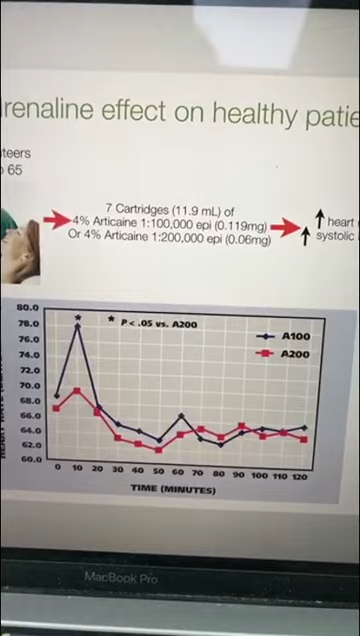 drenaline effect on healthy patie
teers
65
7 Cartridges (11.9 mL) of
4% Articaine 1:100,000 epi (0.119mg)
Or 4% Articaine 1:200,000 epi (0.06mg)
heart
systolic
80.0
78.0
76.0
74.0
72.0
70.0
68.0
66.0
64.0
62.0
60.0
* P < .05 vs. A200
*
A100
A200
0 10 20 30 40 50 60 70 80 90 100 110 120
TIME (MINUTES)
MacBook Pro